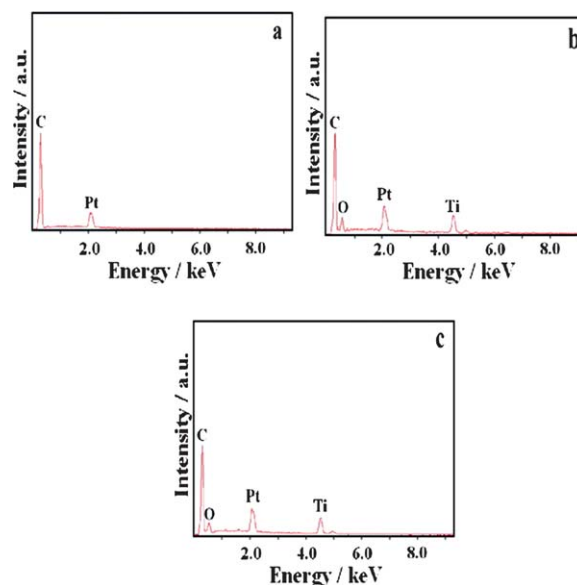 a
Intensity / a.u.
C
Pt
2.0 4.0 6.0 8.0
Energy / keV
b
Intensity / a.u.
C
O
Pt
Ti
2.0 4.0 6.0 8.0
Energy / keV
c
Intensity / a.u.
C
O
Pt
Ti
2.0 4.0 6.0 8.0
Energy / keV